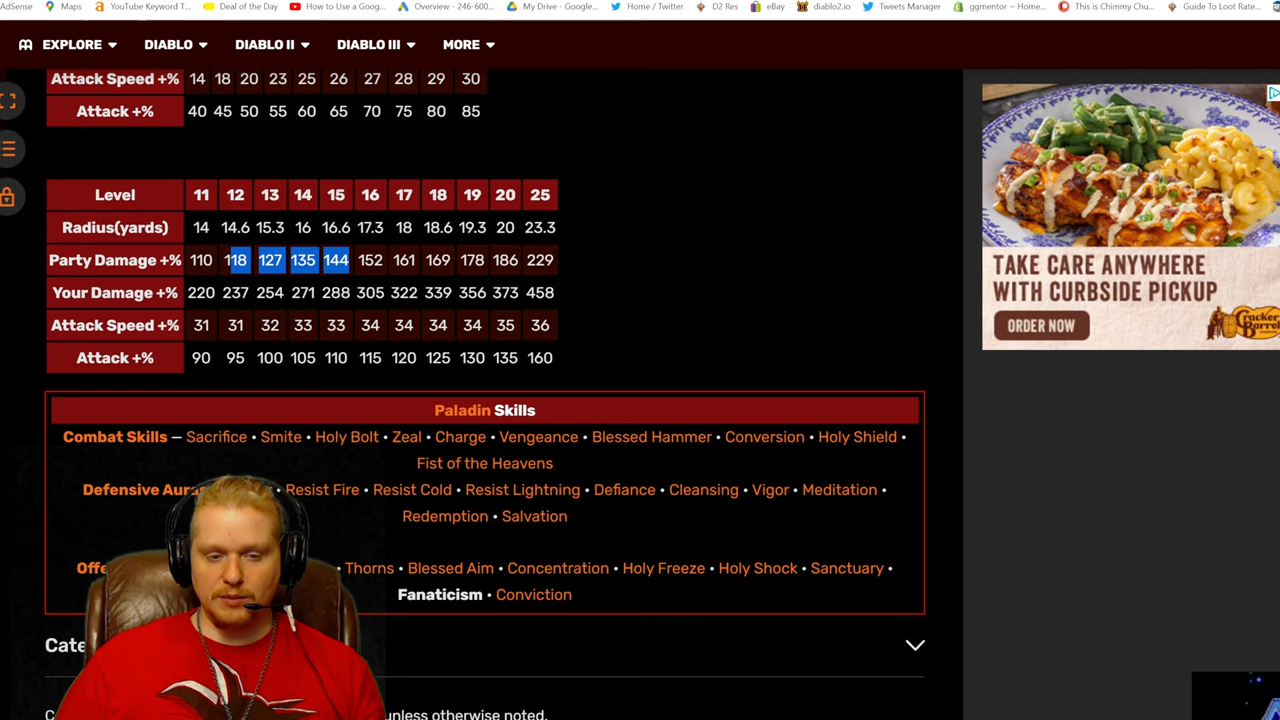 AdSense
Maps
YouTube Keyword T...
Deal of the Day
How to Use a Goog...
Overview - 246-600...
My Drive - Google...
Home / Twitter
D2 Res
eBay
diablo2.io
Tweets Manager
ggmentor ~ Home...
This is Chimmy Chu...
Guide To Loot Rate...
EXPLORE
DIABLO
DIABLO II
DIABLO III
MORE
Attack Speed +% 14 18 20 23 25 26 27 28 29 30
Attack +% 40 45 50 55 60 65 70 75 80 85
Level 11 12 13 14 15 16 17 18 19 20 25
Radius(yards) 14 14.6 15.3 16 16.6 17.3 18 18.6 19.3 20 23.3
Party Damage +% 110 118 127 135 144 152 161 169 178 186 229
Your Damage +% 220 237 254 271 288 305 322 339 356 373 458
Attack Speed +% 31 31 32 33 33 34 34 34 34 35 36
Attack +% 90 95 100 105 110 115 120 125 130 135 160
Paladin Skills
Combat Skills — Sacrifice • Smite • Holy Bolt • Zeal • Charge • Vengeance • Blessed Hammer • Conversion • Holy Shield •
Fist of the Heavens
Defensive Aur • Resist Fire • Resist Cold • Resist Lightning • Defiance • Cleansing • Vigor • Meditation •
Redemption • Salvation
Offe • Thorns • Blessed Aim • Concentration • Holy Freeze • Holy Shock • Sanctuary •
Fanaticism • Conviction
Cate
unless otherwise noted.
TAKE CARE ANYWHERE
WITH CURBSIDE PICKUP
ORDER NOW
Cracker Barrel